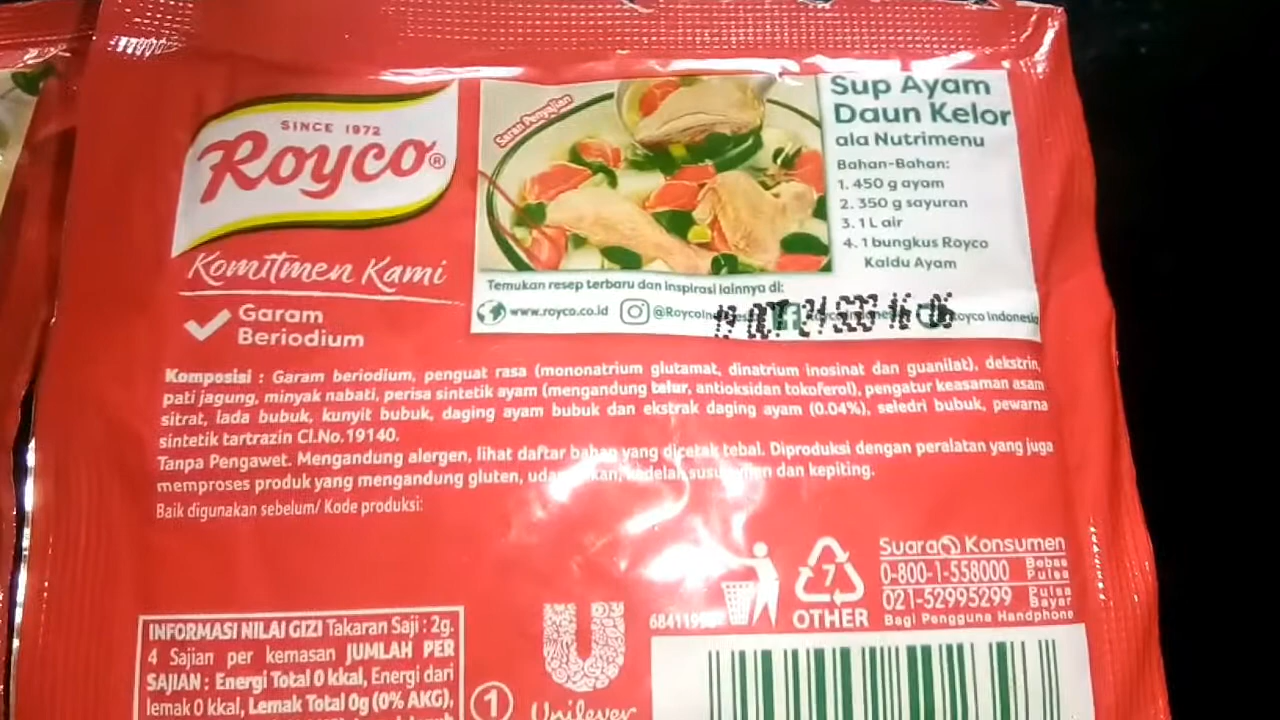 SINCE 1972
Royco®
Komitmen Kami
Garam
Beriodium
Saran Penyajian
Sup Ayam
Daun Kelor
ala Nutrimenu
Bahan-Bahan:
1. 450 g ayam
2. 350 g sayuran
3. 1 L air
4. 1 bungkus Royco
Kaldu Ayam
Temukan resep terbaru dan inspirasi lainnya di:
www.royco.co.id
Royco Indonesia
Komposisi : Garam beriodium, penguat rasa (mononatrium glutamat, dinatrium inosinat dan guanilat), dekstrin,
pati jagung, minyak nabati, perisa sintetik ayam (mengandung telur, antioksidan tokoferol), pengatur keasaman asam
sitrat, lada bubuk, kunyit bubuk, daging ayam bubuk dan ekstrak daging ayam (0.04%), seledri bubuk, pewarna
sintetik tartrazin CI.No.19140.
Tanpa Pengawet. Mengandung alergen, lihat daftar bahan yang dicetak tebal. Diproduksi dengan peralatan yang juga
memproses produk yang mengandung gluten, kedelai, susu, dan kepiting.
Baik digunakan sebelum/ Kode produksi:
Suara Konsumen
0-800-1-558000 Bebas Pulsa
021-52995299 Pulsa Bayar
Bagi Pengguna Handphone
7
OTHER
INFORMASI NILAI GIZI Takaran Saji : 2g.
4 Sajian per kemasan JUMLAH PER
SAJIAN : Energi Total 0 kkal, Energi dari
lemak 0 kkal, Lemak Total 0g (0% AKG),
1
Unilever